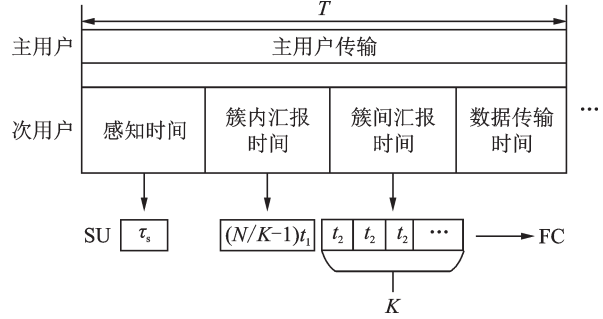 T
主用户
主用户传输
次用户
感知时间
簇内汇报
时间
簇间汇报
时间
数据传输
时间
…
SU
τs
(N/K−1)t1
t2
t2
t2
…
FC
K